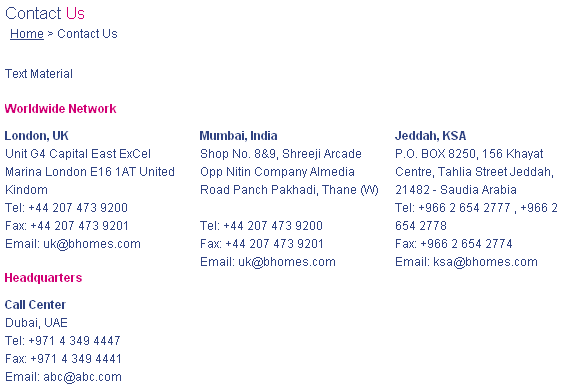 Contact Us
Home > Contact Us
Text Material
Worldwide Network
London, UK
Unit G4 Capital East ExCel
Marina London E16 1AT United
Kindom
Tel: +44 207 473 9200
Fax: +44 207 473 9201
Email: uk@bhomes.com
Mumbai, India
Shop No. 8&9, Shreeji Arcade
Opp Nitin Company Almedia
Road Panch Pakhadi, Thane (W)
Tel: +44 207 473 9200
Fax: +44 207 473 9201
Email: uk@bhomes.com
Jeddah, KSA
P.O. BOX 8250, 156 Khayat
Centre, Tahlia Street Jeddah,
21482 - Saudia Arabia
Tel: +966 2 654 2777 , +966 2
654 2778
Fax: +966 2 654 2774
Email: ksa@bhomes.com
Headquarters
Call Center
Dubai, UAE
Tel: +971 4 349 4447
Fax: +971 4 349 4441
Email: abc@abc.com